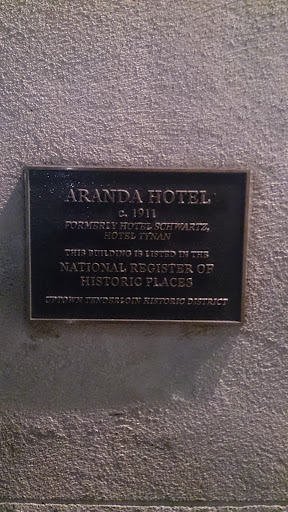 ARANDA HOTEL
c. 1911
FORMERLY HOTEL SCHWARTZ,
HOTEL TYNAN
THIS BUILDING IS LISTED IN THE
NATIONAL REGISTER OF
HISTORIC PLACES
UPTOWN TENDERLOIN HISTORIC DISTRICT